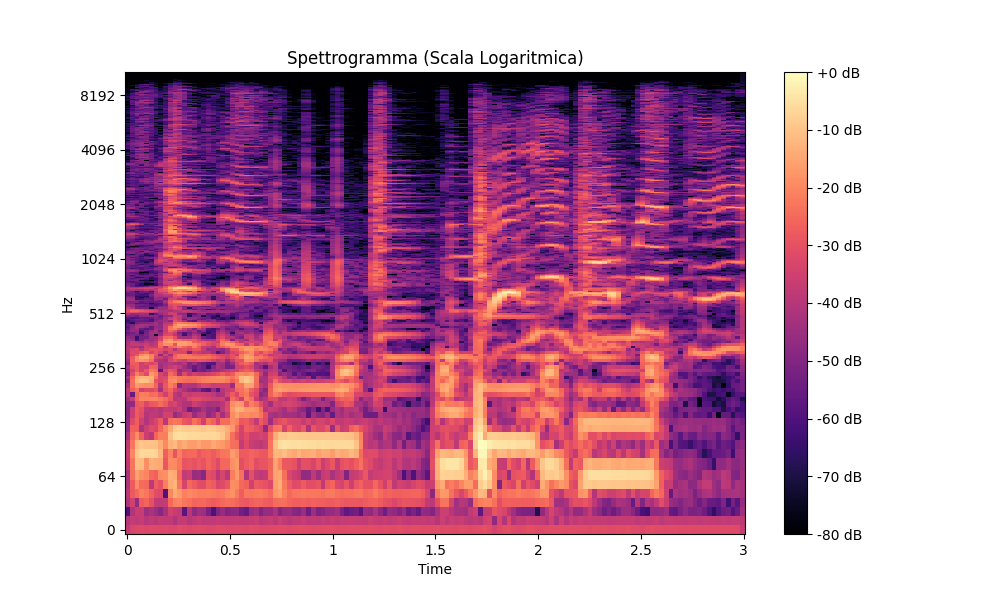 Spettrogramma (Scala Logaritmica)
8192
4096
2048
1024
512
256
128
64
0
Hz
0
0.5
1
1.5
2
2.5
3
Time
+0 dB
-10 dB
-20 dB
-30 dB
-40 dB
-50 dB
-60 dB
-70 dB
-80 dB